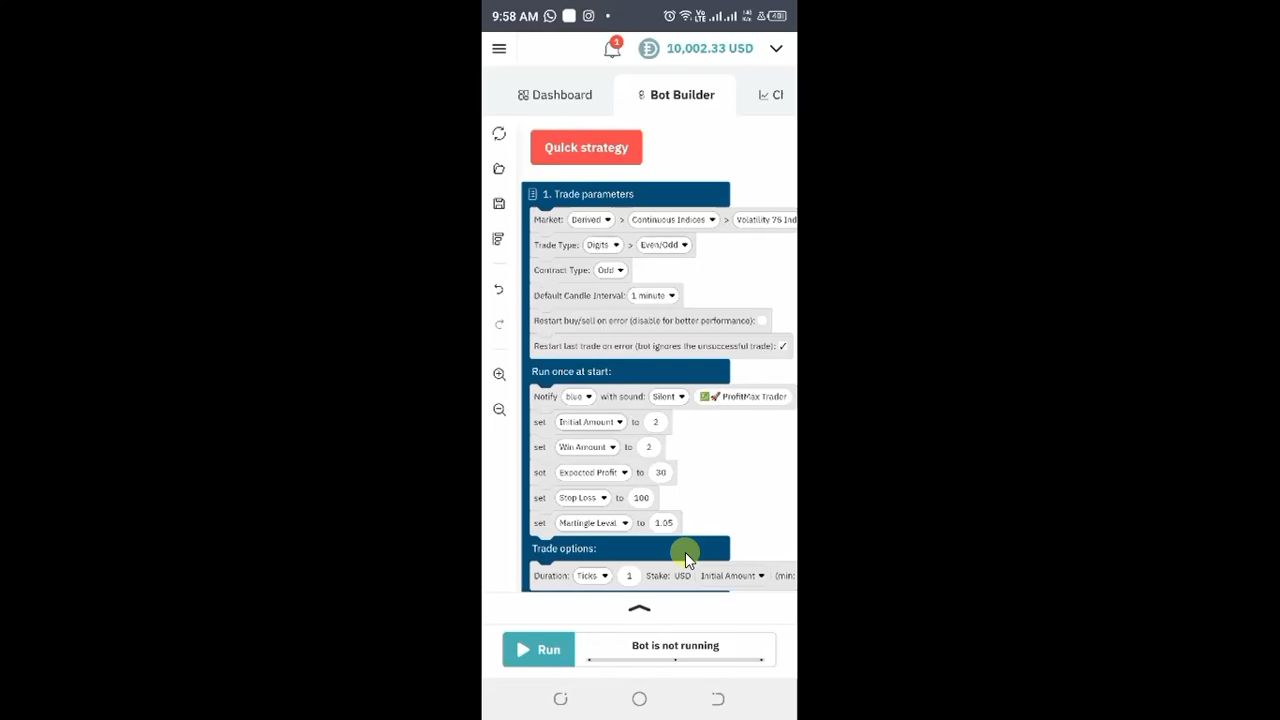 9:58 AM
1
10,002.33 USD
Dashboard
Bot Builder
Quick strategy
1. Trade parameters
Market: Derived > Continuous Indices > Volatility 75 Ind
Trade Type: Digits > Even/Odd
Contract Type: Odd
Default Candle Interval: 1 minute
Restart buy/sell on error (disable for better performance):
Restart last trade on error (bot ignores the unsuccessful trade): ✓
Run once at start:
Notify blue with sound: Silent 💹🚀 ProfitMax Trader
set Initial Amount to 2
set Win Amount to 2
set Expected Profit to 30
set Stop Loss to 100
set Martingle Level to 1.05
Trade options:
Duration: Ticks 1 Stake: USD Initial Amount (min:
Run
Bot is not running